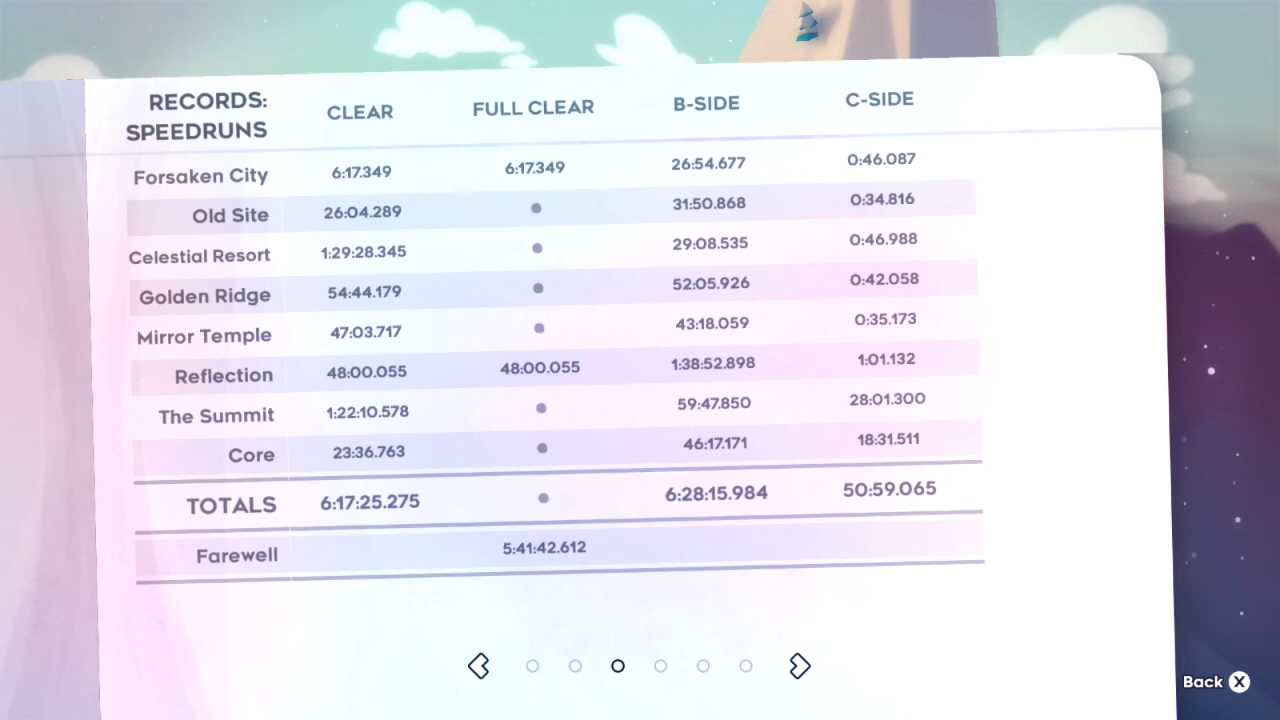 RECORDS: SPEEDRUNS CLEAR FULL CLEAR B-SIDE C-SIDE
Forsaken City 6:17.349 6:17.349 26:54.677 0:46.087
Old Site 26:04.289 • 31:50.868 0:34.816
Celestial Resort 1:29:28.345 • 29:08.535 0:46.988
Golden Ridge 54:44.179 • 52:05.926 0:42.058
Mirror Temple 47:03.717 • 43:18.059 0:35.173
Reflection 48:00.055 48:00.055 1:38:52.898 1:01.132
The Summit 1:22:10.578 • 59:47.850 28:01.300
Core 23:36.763 • 46:17.171 18:31.511
TOTALS 6:17:25.275 • 6:28:15.984 50:59.065
Farewell 5:41:42.612
Back X